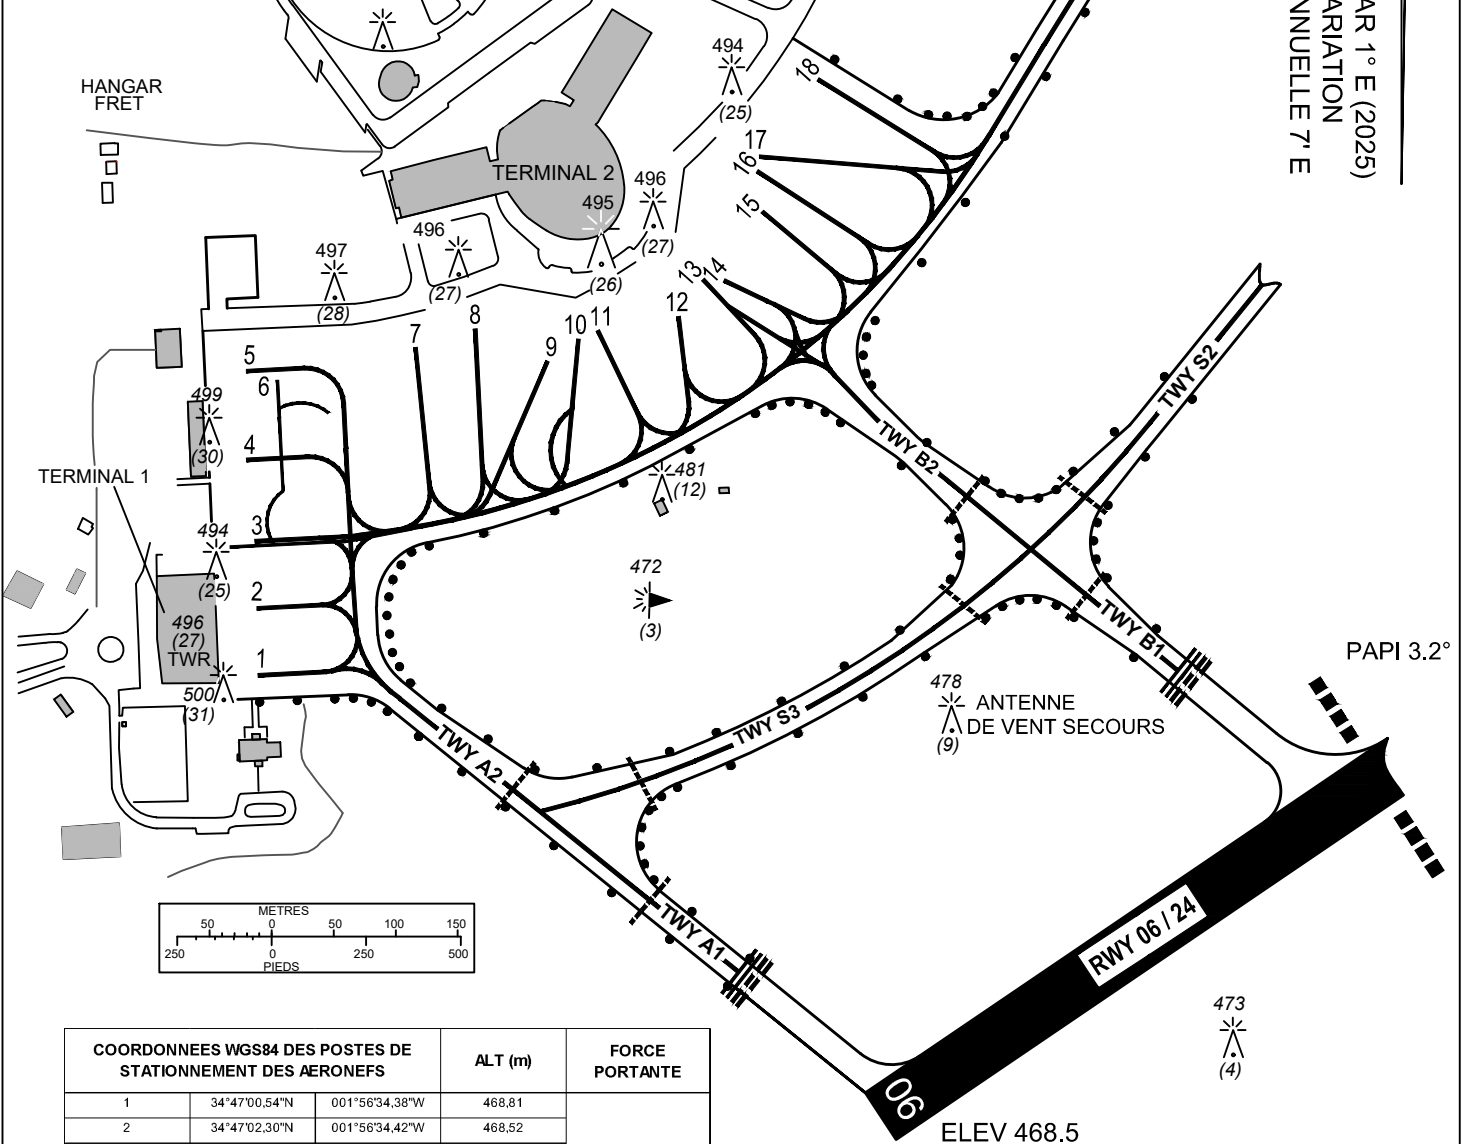 AR 1° E (2025)
ARIATION
NNUELLE 7' E
HANGAR
FRET
494
(25)
18
17
16
15
TERMINAL 2
495
(26)
496
(27)
497
(28)
496
(27)
13
14
12
5
6
7
8
9
10
11
499
(30)
4
TERMINAL 1
3
494
(25)
2
496
(27)
TWR
1
500
(31)
481
(12)
472
(3)
TWY B2
TWY S2
TWY B1
PAPI 3.2°
478
(9)
ANTENNE
DE VENT SECOURS
TWY S3
TWY A2
TWY A1
RWY 06 / 24
06
473
(4)
ELEV 468.5
METRES
50 0 50 100 150
250 0 250 500
PIEDS
COORDONNEES WGS84 DES POSTES DE
STATIONNEMENT DES AERONEFS
ALT (m)
FORCE
PORTANTE
1 34°47'00,54"N 001°56'34,38"W 468,81
2 34°47'02,30"N 001°56'34,42"W 468,52